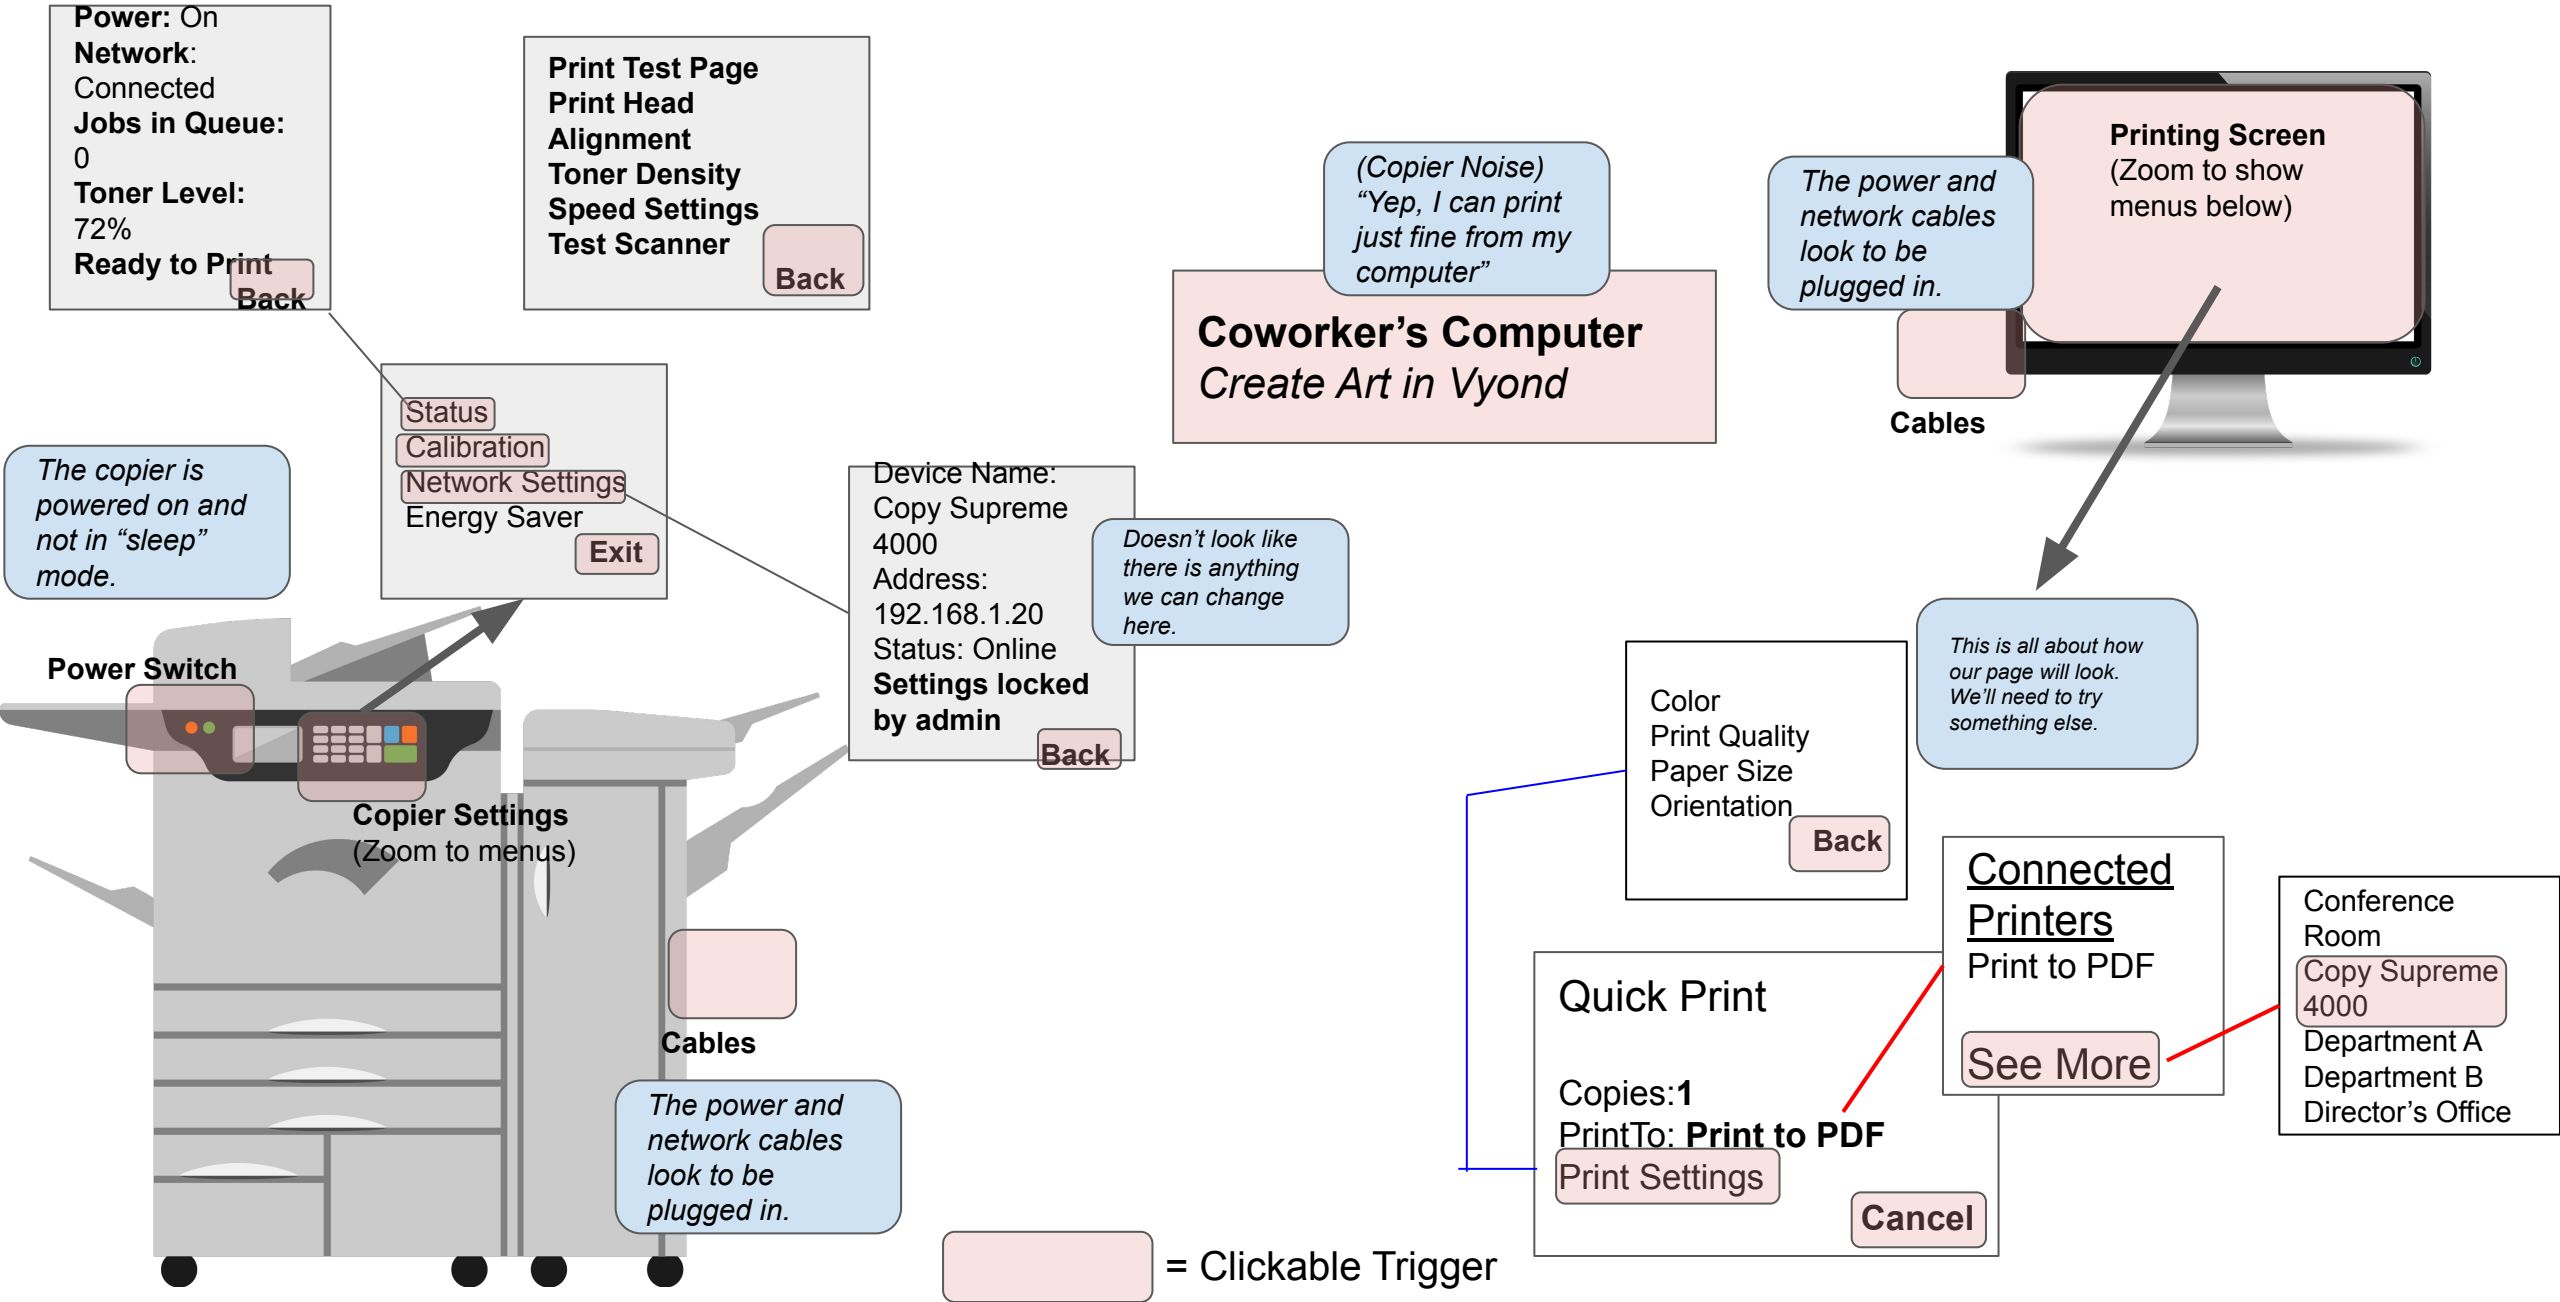 Power: On
Network:
Connected
Jobs in Queue:
0
Toner Level:
72%
Ready to Print
Back
Print Test Page
Print Head
Alignment
Toner Density
Speed Settings
Test Scanner
Back
(Copier Noise)
“Yep, I can print
just fine from my
computer”
Coworker’s Computer
Create Art in Vyond
The power and
network cables
look to be
plugged in.
Printing Screen
(Zoom to show
menus below)
Cables
Status
Calibration
Network Settings
Energy Saver
Exit
The copier is
powered on and
not in “sleep”
mode.
Device Name:
Copy Supreme
4000
Address:
192.168.1.20
Status: Online
Settings locked
by admin
Back
Doesn’t look like
there is anything
we can change
here.
Power Switch
Copier Settings
(Zoom to menus)
Cables
The power and
network cables
look to be
plugged in.
This is all about how
our page will look.
We’ll need to try
something else.
Color
Print Quality
Paper Size
Orientation
Back
Connected
Printers
Print to PDF
See More
Conference
Room
Copy Supreme
4000
Department A
Department B
Director’s Office
Quick Print
Copies:1
PrintTo: Print to PDF
Print Settings
Cancel
= Clickable Trigger